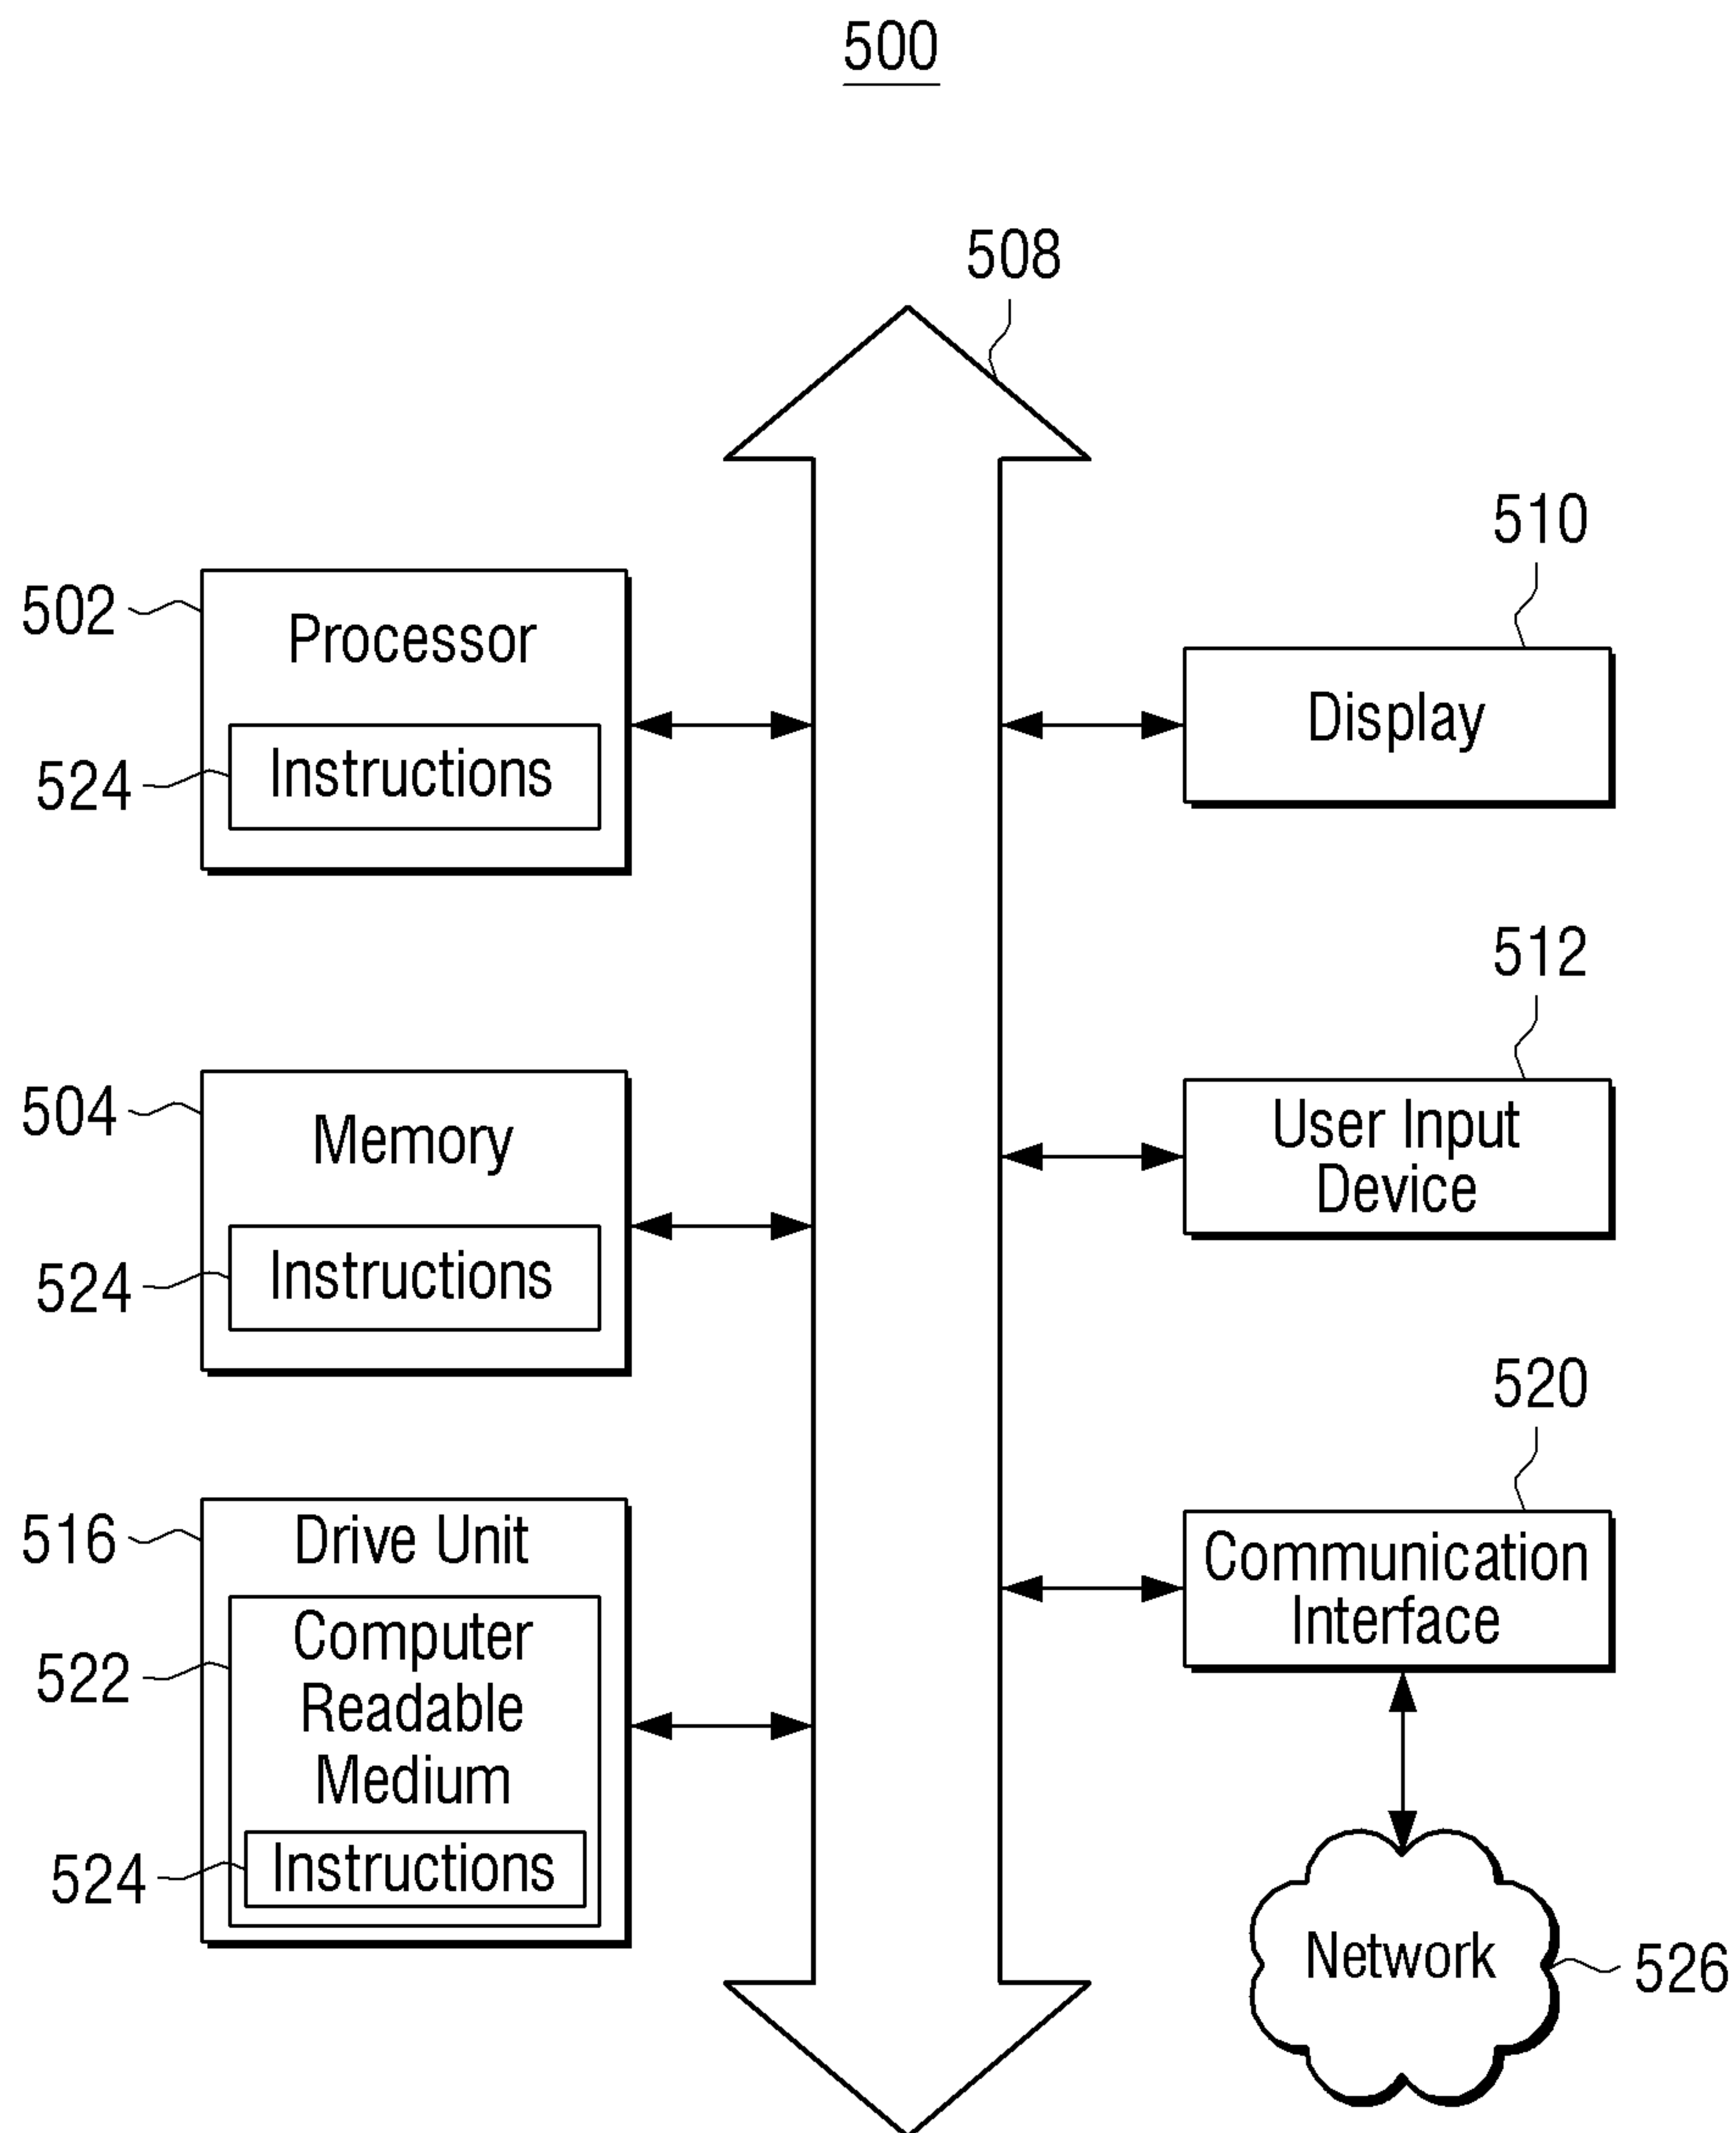 500
508
502
Processor
524
Instructions
504
Memory
524
Instructions
516
Drive Unit
522
Computer
Readable
Medium
524
Instructions
510
Display
512
User Input
Device
520
Communication
Interface
Network
526